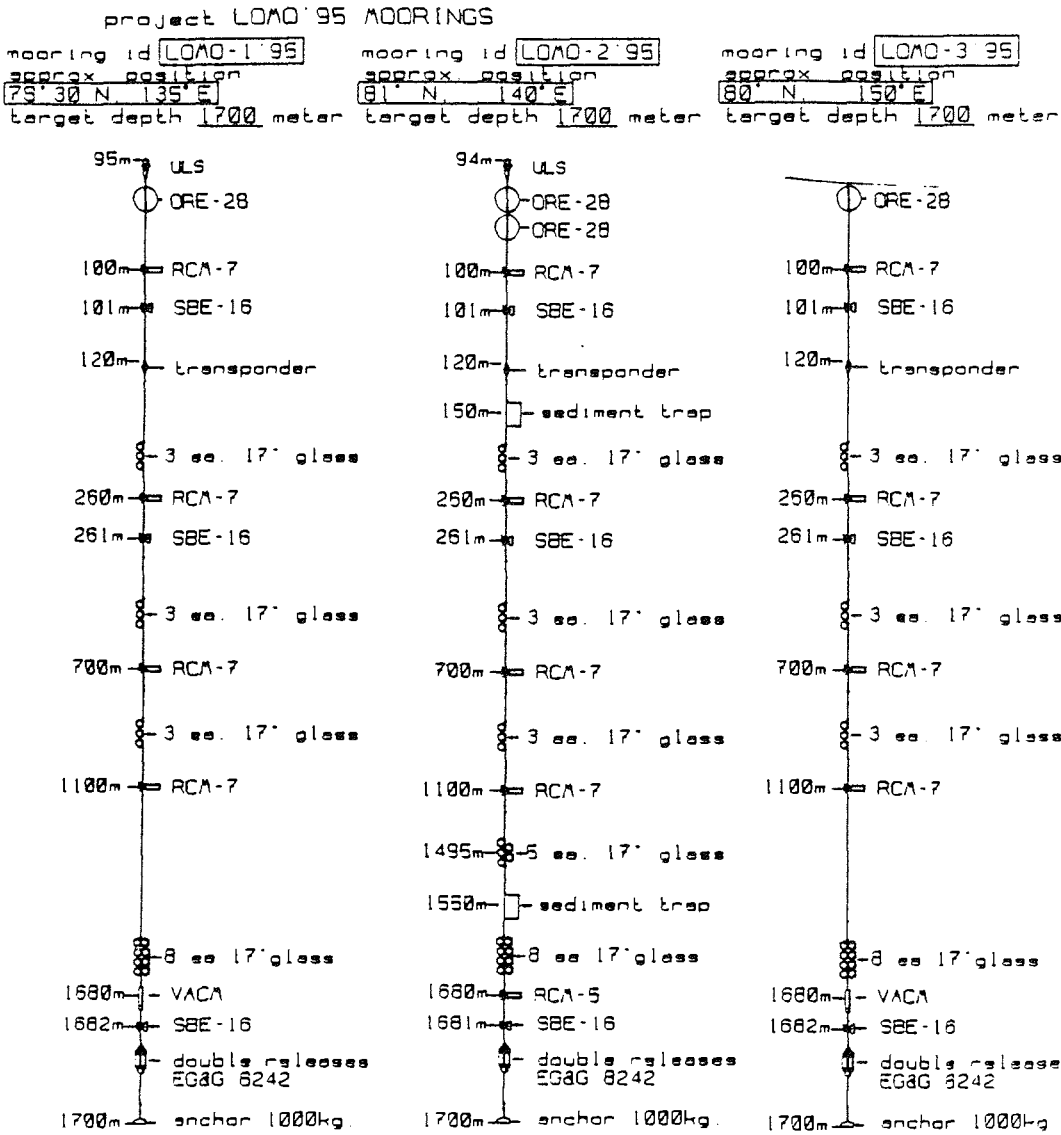 project LOMO'95 MOORINGS
mooring id LOMO-1'95
approx. position
79°30 N, 135° E
target depth 1700 meter
95m ULS
ORE-28
100m RCM-7
101m SBE-16
120m transponder
3 ea. 17" glass
260m RCM-7
261m SBE-16
3 ea. 17" glass
700m RCM-7
3 ea. 17" glass
1100m RCM-7
8 ea 17"glass
1680m VACM
1682m SBE-16
double releases
EG&G 8242
1700m anchor 1000kg.
mooring id LOMO-2'95
approx. position
81° N, 140° E
target depth 1700 meter
94m ULS
ORE-28
ORE-28
100m RCM-7
101m SBE-16
120m transponder
150m sediment trap
3 ea. 17" glass
260m RCM-7
261m SBE-16
3 ea. 17" glass
700m RCM-7
3 ea. 17" glass
1100m RCM-7
1495m 5 ea. 17" glass
1550m sediment trap
8 ea 17"glass
1680m RCM-5
1681m SBE-16
double releases
EG&G 8242
1700m anchor 1000kg.
mooring id LOMO-3'95
approx. position
80° N 150° E
target depth 1700 meter
ORE-28
100m RCM-7
101m SBE-16
120m transponder
3 ea. 17" glass
260m RCM-7
261m SBE-16
3 ea. 17" glass
700m RCM-7
3 ea. 17" glass
1100m RCM-7
8 ea 17"glass
1680m VACM
1682m SBE-16
double release
EG&G 8242
1700m anchor 1000kg